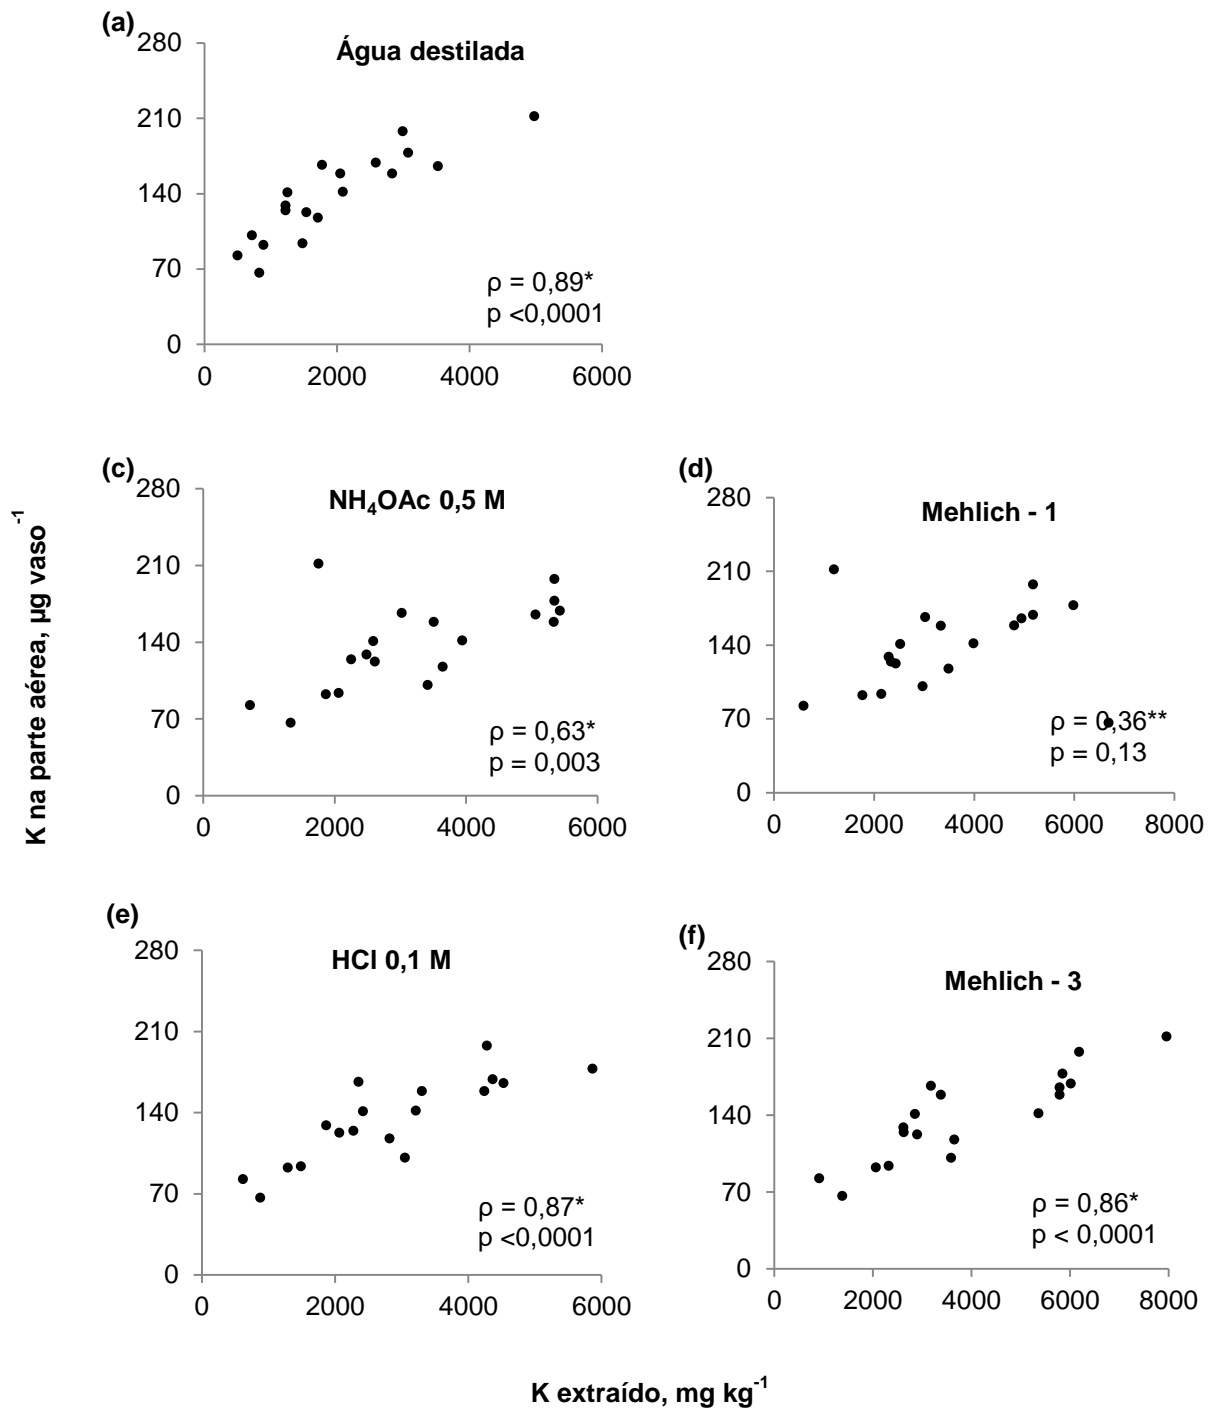 (a)
Água destilada
280
210
140
70
0
0 2000 4000 6000
ρ = 0,89*
p <0,0001
K na parte aérea, µg vaso⁻¹
(c)
NH₄OAc 0,5 M
280
210
140
70
0
0 2000 4000 6000
ρ = 0,63*
p = 0,003
(d)
Mehlich - 1
280
210
140
70
0
0 2000 4000 6000 8000
ρ = 0,36**
p = 0,13
(e)
HCl 0,1 M
280
210
140
70
0
0 2000 4000 6000
ρ = 0,87*
p <0,0001
(f)
Mehlich - 3
280
210
140
70
0
0 2000 4000 6000 8000
ρ = 0,86*
p < 0,0001
K extraído, mg kg⁻¹